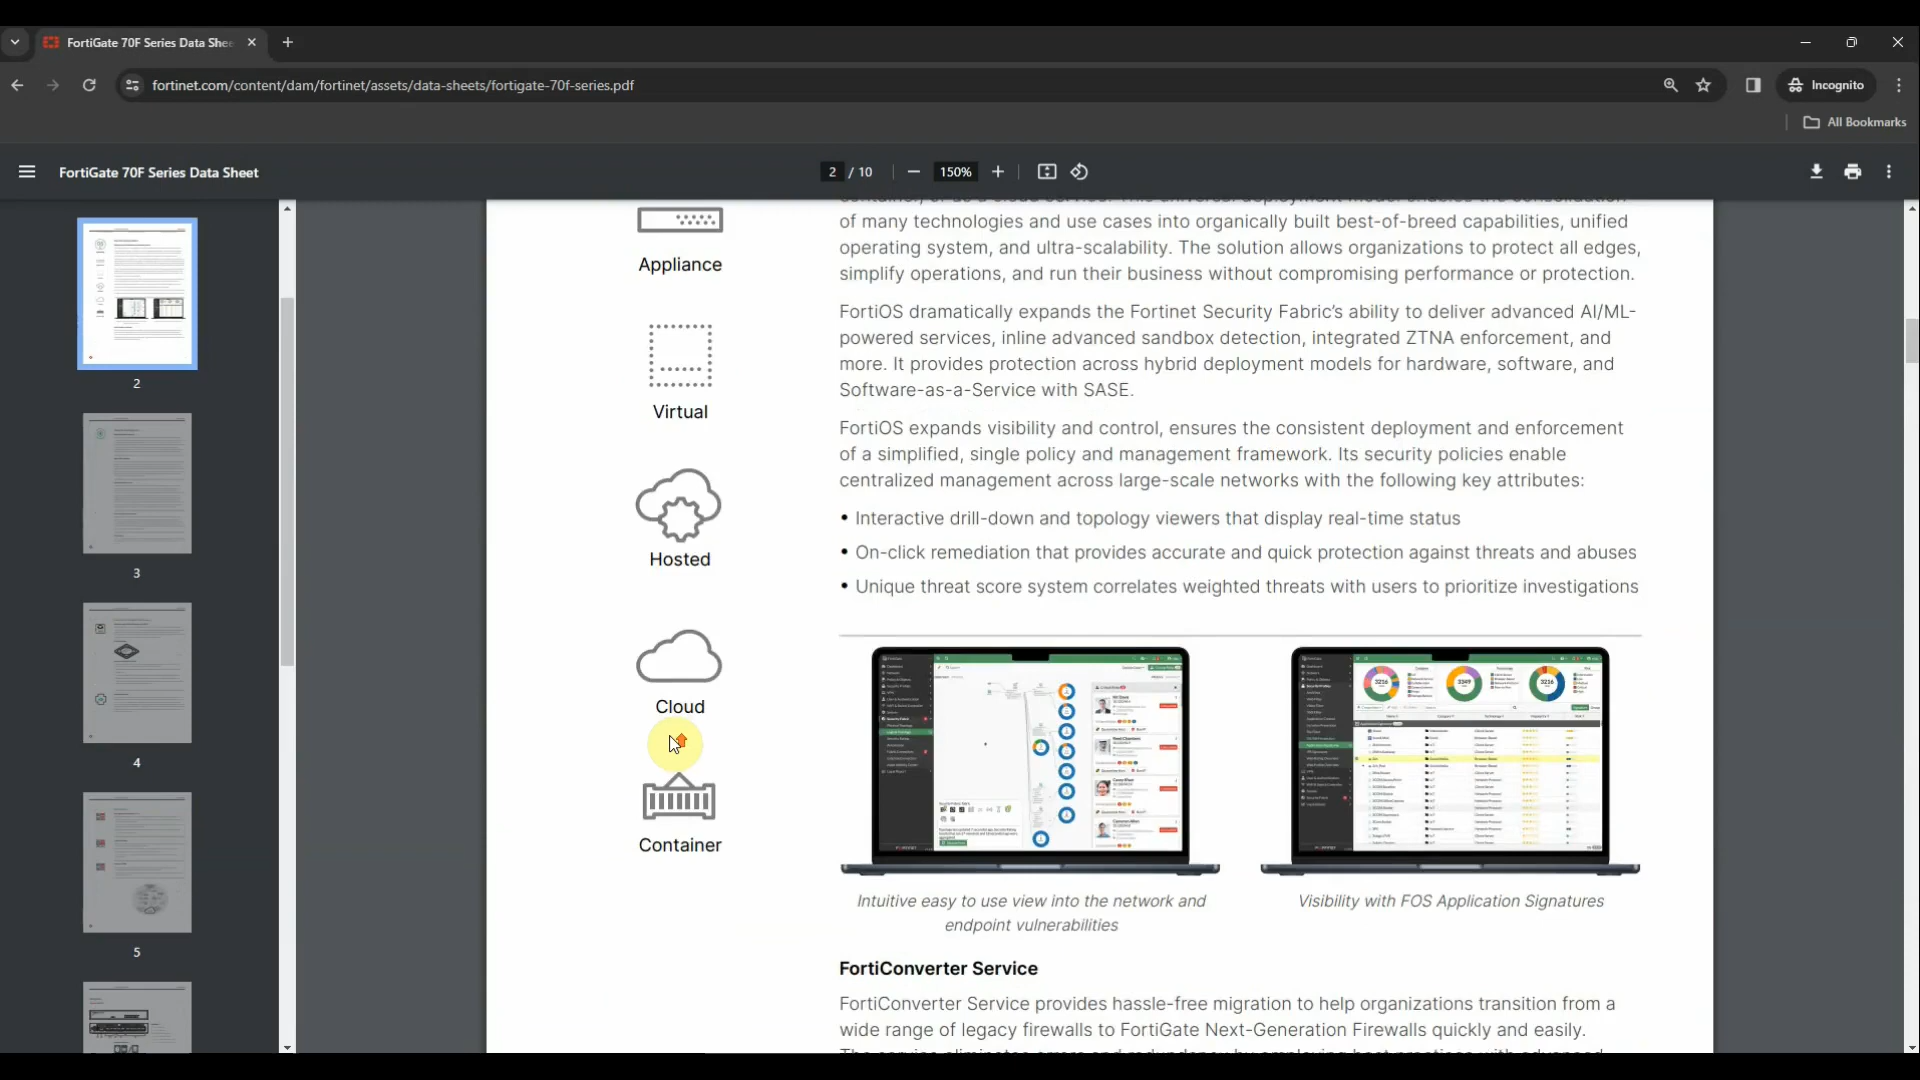 FortiGate 70F Series Data Shee
fortinet.com/content/dam/fortinet/assets/data-sheets/fortigate-70f-series.pdf
Incognito
All Bookmarks
FortiGate 70F Series Data Sheet
2 / 10
150%
2
3
4
5
Appliance
Virtual
Hosted
Cloud
Container
of many technologies and use cases into organically built best-of-breed capabilities, unified
operating system, and ultra-scalability. The solution allows organizations to protect all edges,
simplify operations, and run their business without compromising performance or protection.
FortiOS dramatically expands the Fortinet Security Fabric's ability to deliver advanced AI/ML-
powered services, inline advanced sandbox detection, integrated ZTNA enforcement, and
more. It provides protection across hybrid deployment models for hardware, software, and
Software-as-a-Service with SASE.
FortiOS expands visibility and control, ensures the consistent deployment and enforcement
of a simplified, single policy and management framework. Its security policies enable
centralized management across large-scale networks with the following key attributes:
• Interactive drill-down and topology viewers that display real-time status
• On-click remediation that provides accurate and quick protection against threats and abuses
• Unique threat score system correlates weighted threats with users to prioritize investigations
3216
3349
3216
Intuitive easy to use view into the network and
endpoint vulnerabilities
Visibility with FOS Application Signatures
FortiConverter Service
FortiConverter Service provides hassle-free migration to help organizations transition from a
wide range of legacy firewalls to FortiGate Next-Generation Firewalls quickly and easily.